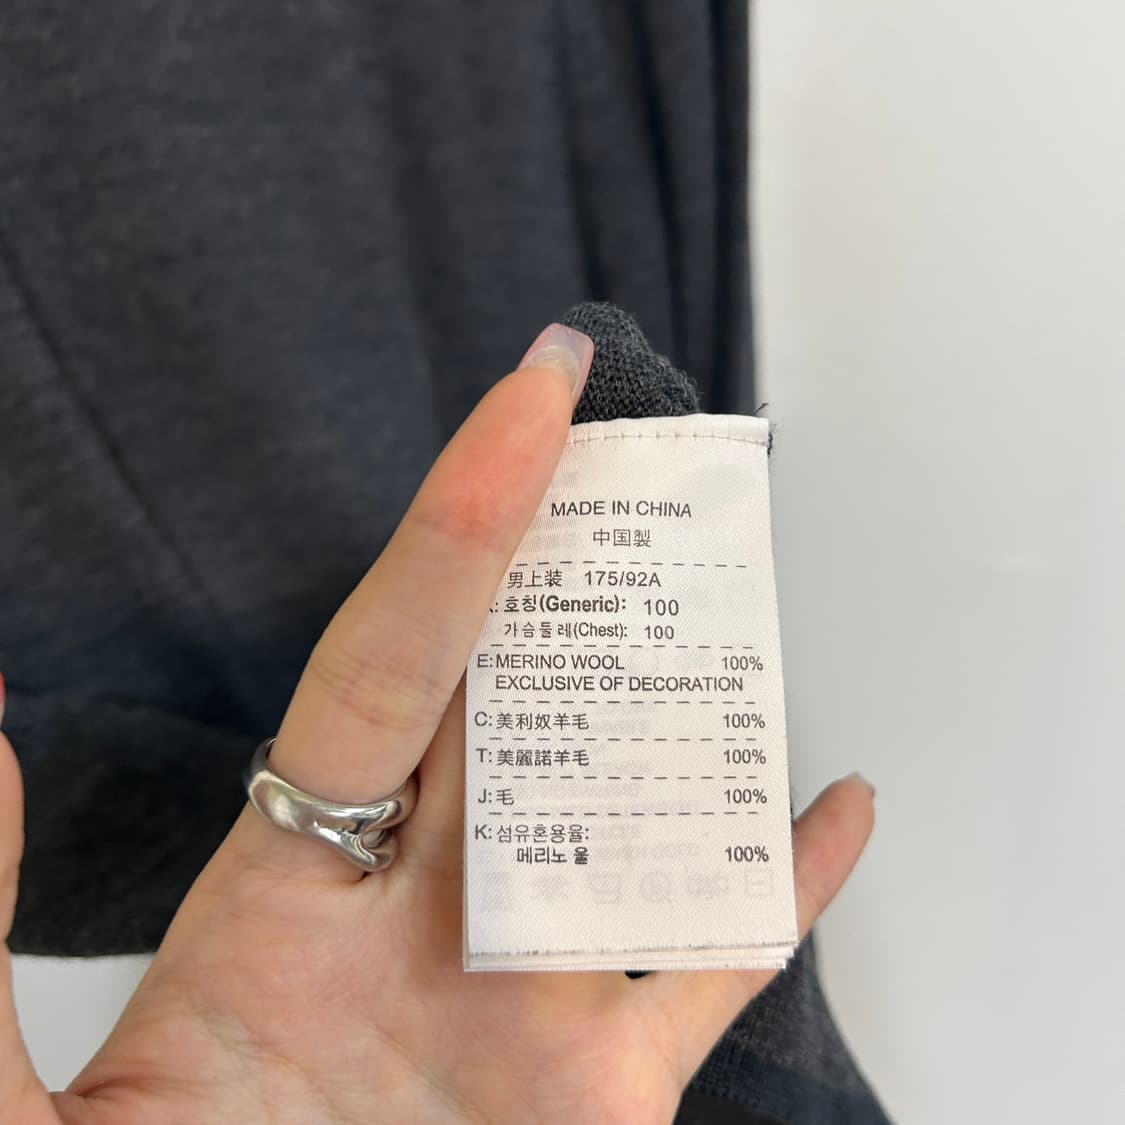 MADE IN CHINA
中国製
男上装 175/92A
: 호칭(Generic): 100
가슴둘레(Chest): 100
E: MERINO WOOL 100%
EXCLUSIVE OF DECORATION
C: 美利奴羊毛 100%
T: 美麗諾羊毛 100%
J: 毛 100%
K: 섬유혼용율:
메리노 울 100%